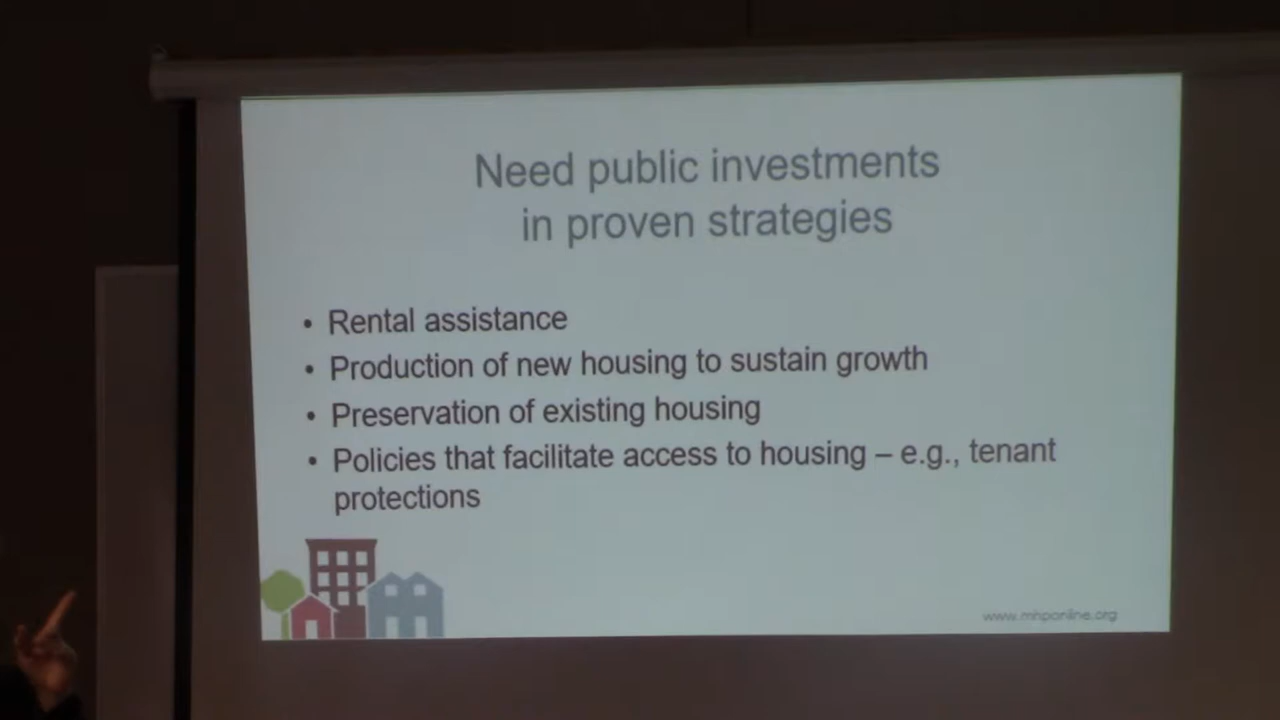 Need public investments
in proven strategies
• Rental assistance
• Production of new housing to sustain growth
• Preservation of existing housing
• Policies that facilitate access to housing – e.g., tenant
protections
www.mhponline.org